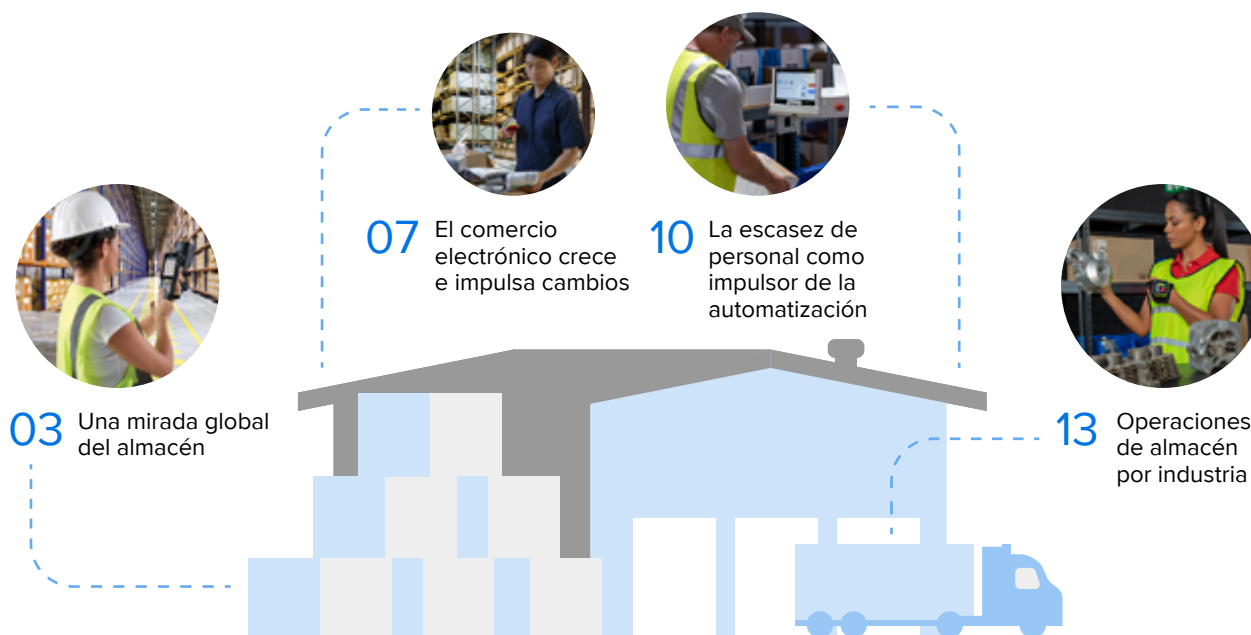 03
Una mirada global
del almacén
07
El comercio
electrónico crece
e impulsa cambios
10
La escasez de
personal como
impulsor de la
automatización
13
Operaciones
de almacén
por industria